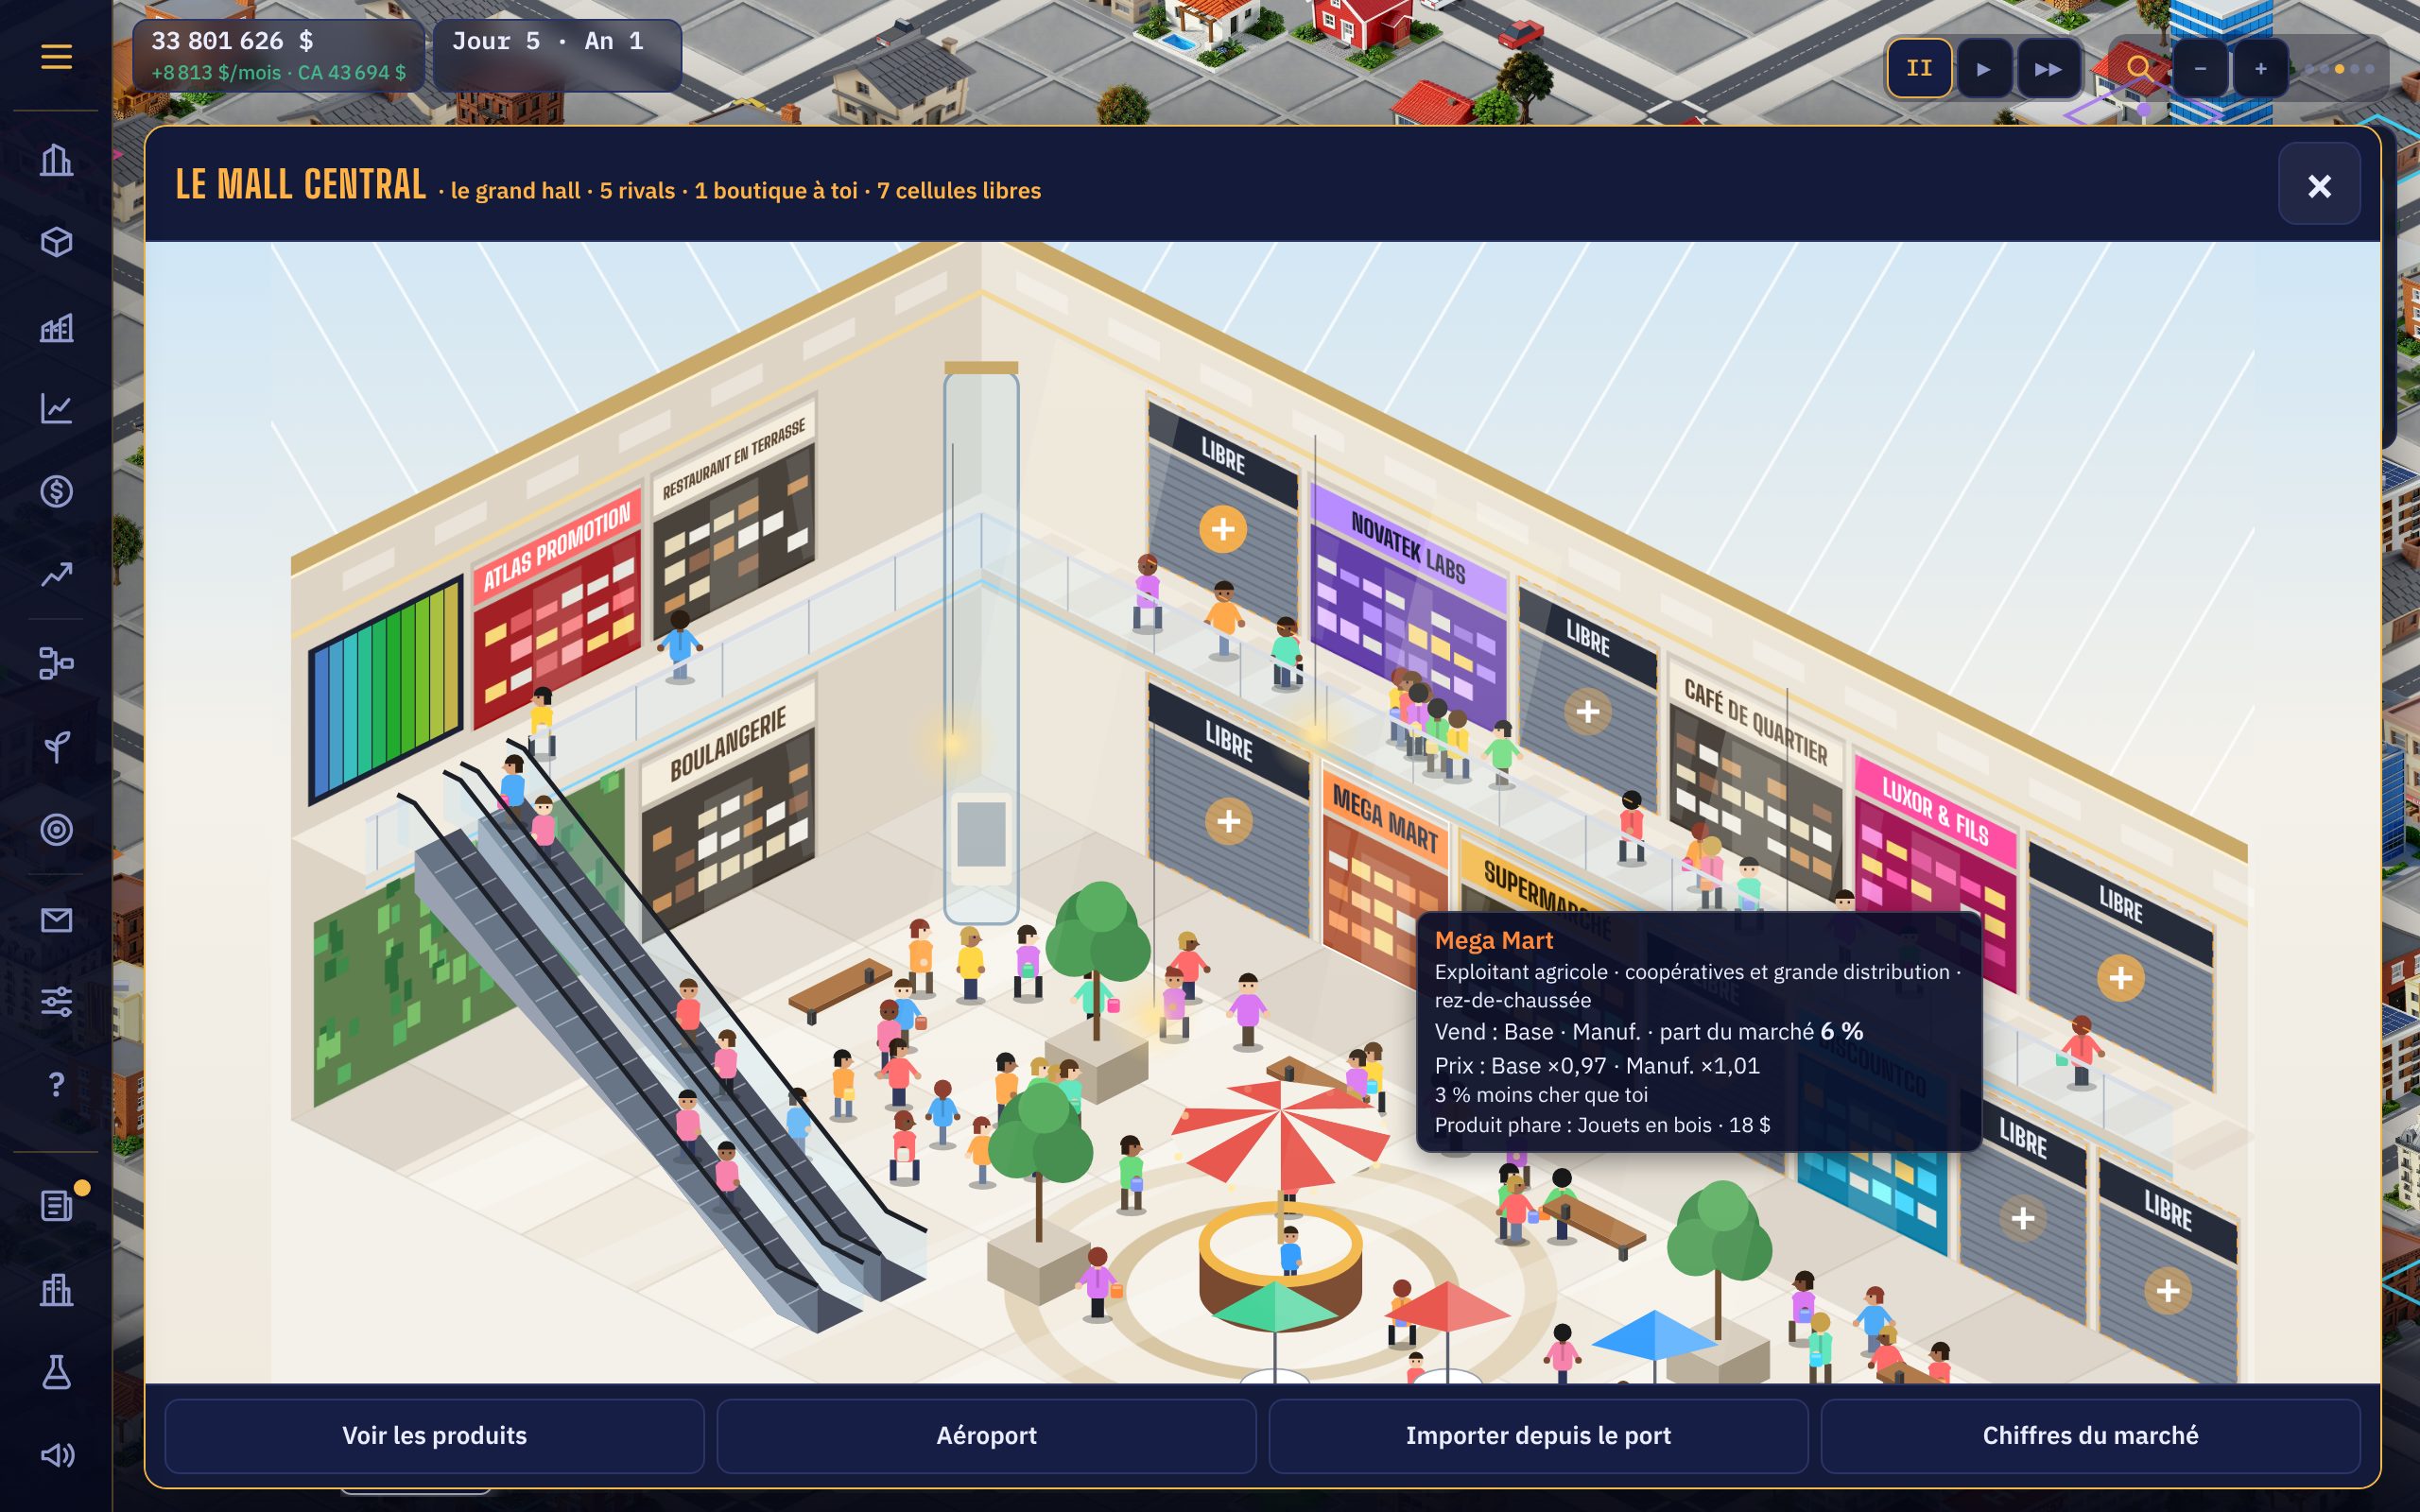 33 801 626 $
+8 813 $/mois · CA 43 694 $
Jour 5 · An 1
LE MALL CENTRAL · le grand hall · 5 rivals · 1 boutique à toi · 7 cellules libres
RESTAURANT EN TERRASSE
ATLAS PROMOTION
BOULANGERIE
LIBRE
NOVATEK LABS
LIBRE
CAFÉ DE QUARTIER
LUXOR & FILS
LIBRE
LIBRE
MEGA MART
SUPERMARCHÉ
Mega Mart
Exploitant agricole · coopératives et grande distribution ·
rez-de-chaussée
Vend : Base · Manuf. · part du marché 6 %
Prix : Base ×0,97 · Manuf. ×1,01
3 % moins cher que toi
Produit phare : Jouets en bois · 18 $
LIBRE
DISCOUNTCO
LIBRE
LIBRE
?
Voir les produits
Aéroport
Importer depuis le port
Chiffres du marché